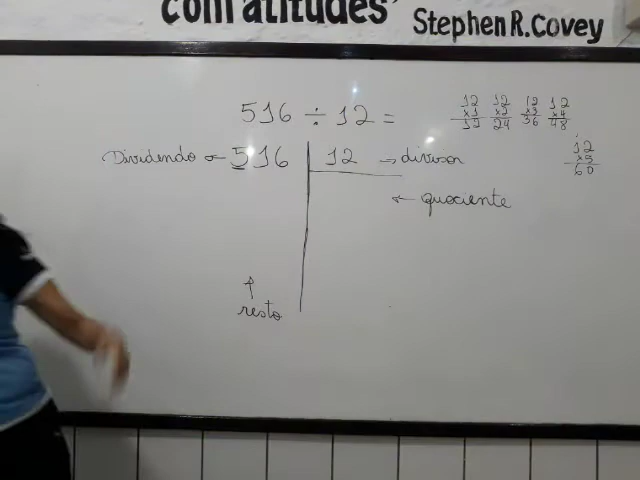 com atitudes"
Stephen R. Covey
516 ÷ 12 =
12 12 12 12
x1 x2 x3 x4
12 24 36 48
Dividendo ← 516 12 → divisor
12
x5
60
← quociente
↑
resto